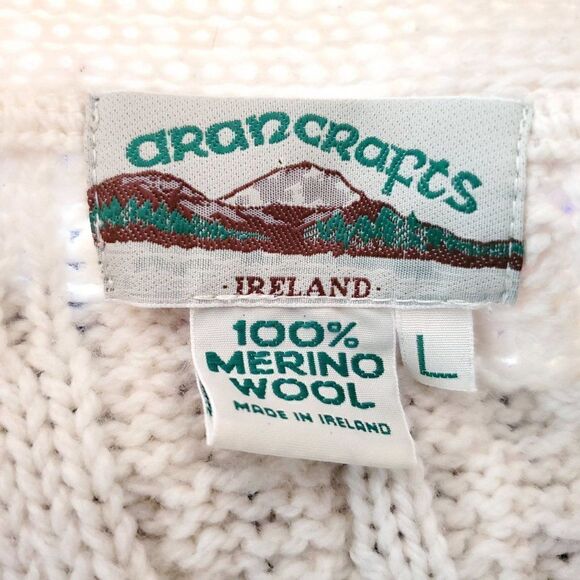 arancrafts
· IRELAND ·
100%
MERINO
WOOL
MADE IN IRELAND
L